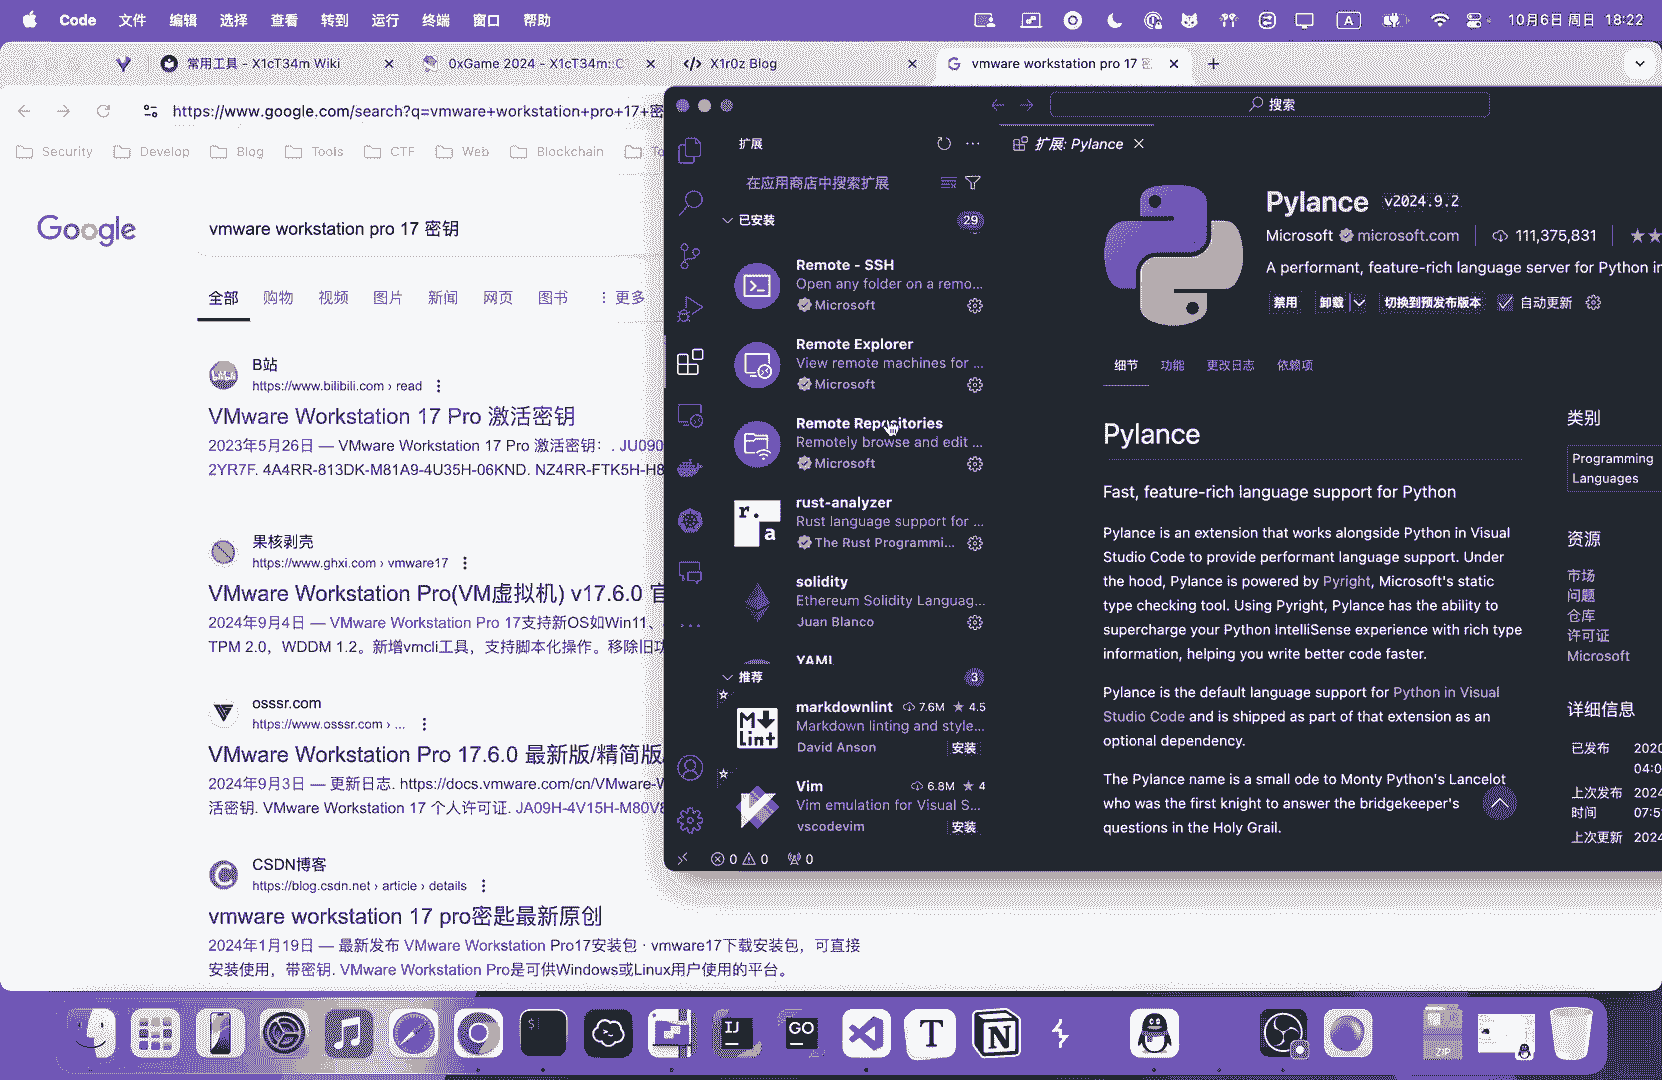 Code 文件 编辑 选择 查看 转到 运行 终端 窗口 帮助
A 10月6日 周日 18:22
常用工具 - X1cT34m Wiki
0xGame 2024 - X1cT34m::C
X1r0z Blog
vmware workstation pro 17 密
https://www.google.com/search?q=vmware+workstation+pro+17+密
Security Develop Blog Tools CTF Web Blockchain To
Google
vmware workstation pro 17 密钥
全部 购物 视频 图片 新闻 网页 图书 更多
B站
https://www.bilibili.com › read
VMware Workstation 17 Pro 激活密钥
2023年5月26日 — VMware Workstation 17 Pro 激活密钥：. JU090
2YR7F. 4A4RR-813DK-M81A9-4U35H-06KND. NZ4RR-FTK5H-H8
果核剥壳
https://www.ghxi.com › vmware17
VMware Workstation Pro(VM虚拟机) v17.6.0 官
2024年9月4日 — VMware Workstation Pro 17支持新OS如Win11、
TPM 2.0，WDDM 1.2。新增vmcli工具，支持脚本化操作。移除旧功
osssr.com
https://www.osssr.com › ...
VMware Workstation Pro 17.6.0 最新版/精简版
2024年9月3日 — 更新日志. https://docs.vmware.com/cn/VMware-W
活密钥. VMware Workstation 17 个人许可证. JA09H-4V15H-M80V8
CSDN博客
https://blog.csdn.net › article › details
vmware workstation 17 pro密匙最新原创
2024年1月19日 — 最新发布 VMware Workstation Pro17安装包 · vmware17下载安装包，可直接
安装使用，带密钥. VMware Workstation Pro是可供Windows或Linux用户使用的平台。
搜索
扩展
在应用商店中搜索扩展
已安装 29
Remote - SSH
Open any folder on a remo...
Microsoft
Remote Explorer
View remote machines for ...
Microsoft
Remote Repositories
Remotely browse and edit ...
Microsoft
rust-analyzer
Rust language support for ...
The Rust Programmi...
solidity
Ethereum Solidity Languag...
Juan Blanco
YAML
推荐 3
markdownlint 7.6M 4.5
Markdown linting and style...
David Anson 安装
Vim 6.8M 4
Vim emulation for Visual S...
vscodevim 安装
0 0 0
扩展: Pylance
Pylance v2024.9.2
Microsoft microsoft.com 111,375,831
A performant, feature-rich language server for Python in
禁用 卸载 切换到预发布版本 自动更新
细节 功能 更改日志 依赖项
Pylance
Fast, feature-rich language support for Python
Pylance is an extension that works alongside Python in Visual
Studio Code to provide performant language support. Under
the hood, Pylance is powered by Pyright, Microsoft's static
type checking tool. Using Pyright, Pylance has the ability to
supercharge your Python IntelliSense experience with rich type
information, helping you write better code faster.
Pylance is the default language support for Python in Visual
Studio Code and is shipped as part of that extension as an
optional dependency.
The Pylance name is a small ode to Monty Python's Lancelot
who was the first knight to answer the bridgekeeper's
questions in the Holy Grail.
类别
Programming
Languages
资源
市场
问题
仓库
许可证
Microsoft
详细信息
已发布 2020
04:0
上次发布 2024
时间 07:5
上次更新 2024
r.a
M lint
$ IJ GO T N ZIP